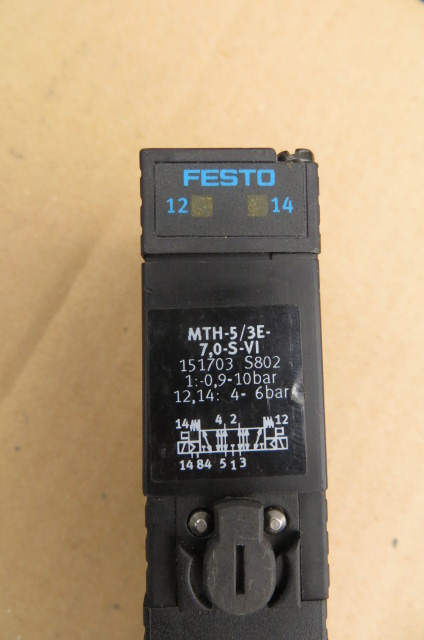 FESTO
12 14
MTH-5/3E-
7,0-S-VI
151703 S802
1:-0,9-10bar
12,14: 4- 6bar
14 4 2 12
14 84 5 1 3